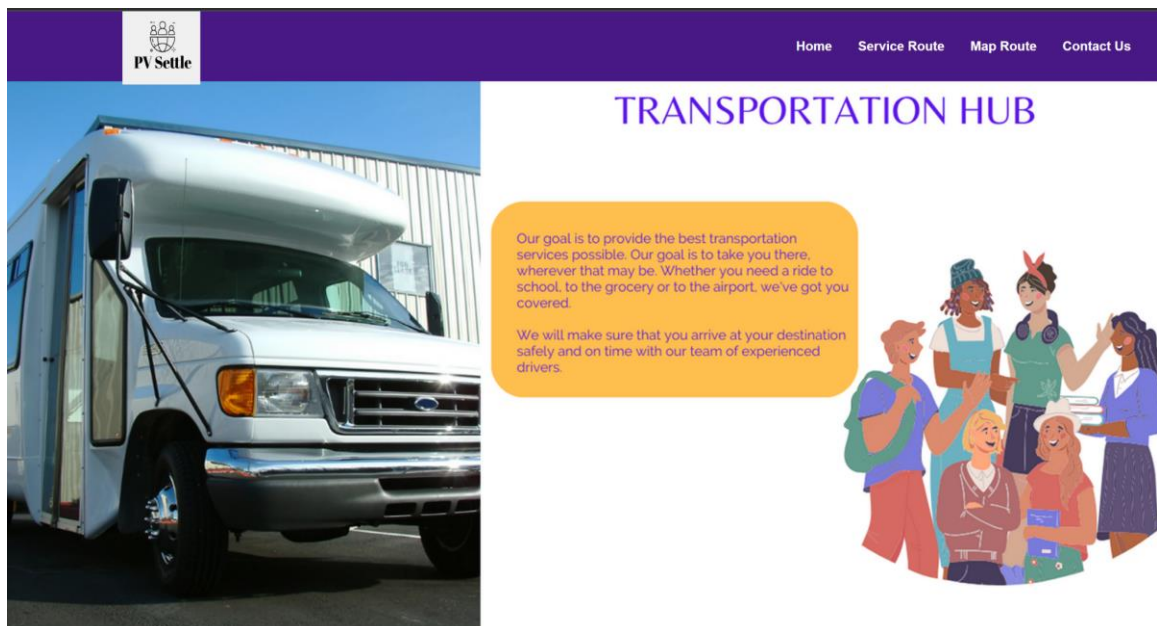 PV Settle
Home Service Route Map Route Contact Us
TRANSPORTATION HUB
Our goal is to provide the best transportation
services possible. Our goal is to take you there,
wherever that may be. Whether you need a ride to
school, to the grocery or to the airport, we've got you
covered.
We will make sure that you arrive at your destination
safely and on time with our team of experienced
drivers.